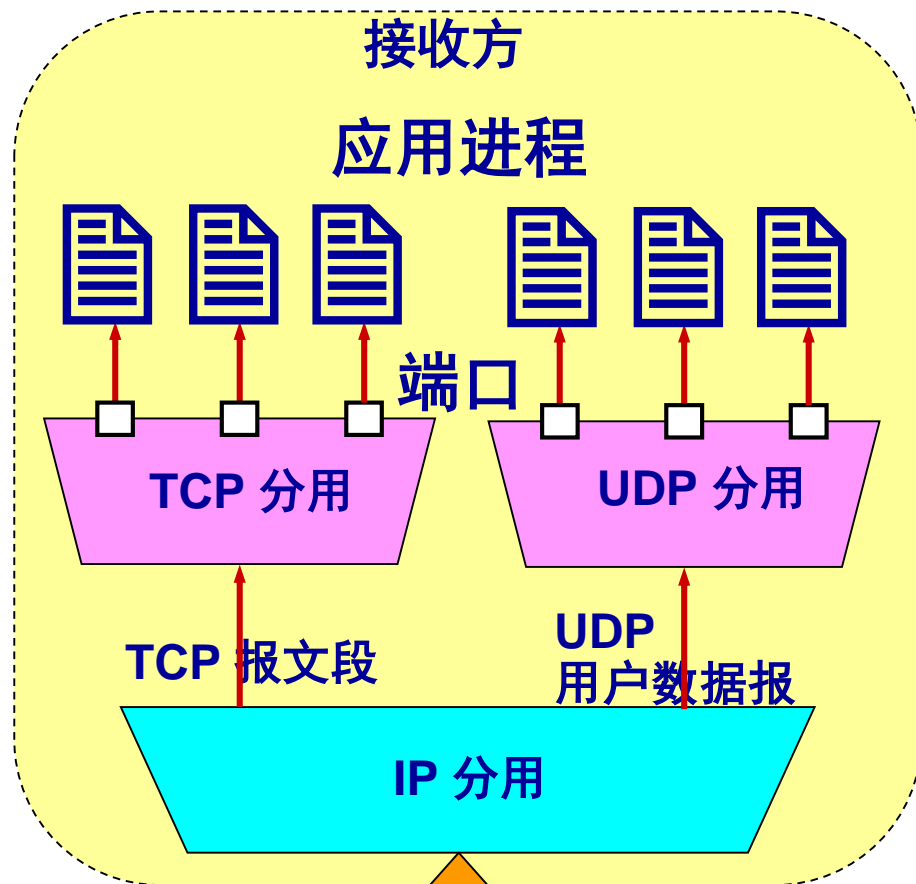 接收方
应用进程
端口
TCP 分用
UDP 分用
TCP 报文段
UDP
用户数据报
IP 分用